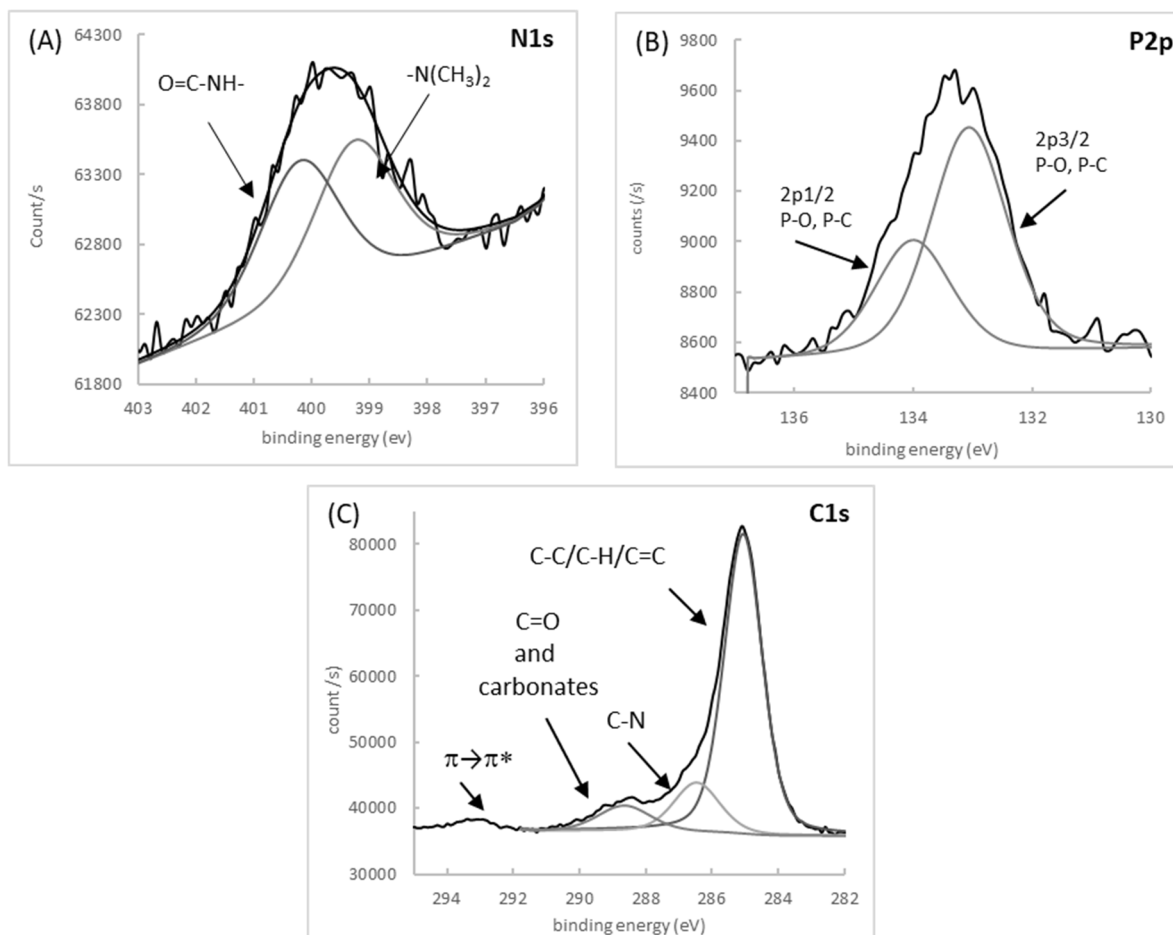 (A)
N1s
64300
63800
63300
62800
62300
61800
Count/s
O=C-NH-
-N(CH₃)₂
403 402 401 400 399 398 397 396
binding energy (ev)
(B)
P2p
9800
9600
9400
9200
9000
8800
8600
8400
counts (/s)
2p1/2
P-O, P-C
2p3/2
P-O, P-C
136 134 132 130
binding energy (eV)
(C)
C1s
80000
70000
60000
50000
40000
30000
count /s)
C-C/C-H/C=C
C=O
and
carbonates
C-N
π→π*
294 292 290 288 286 284 282
binding energy (eV)